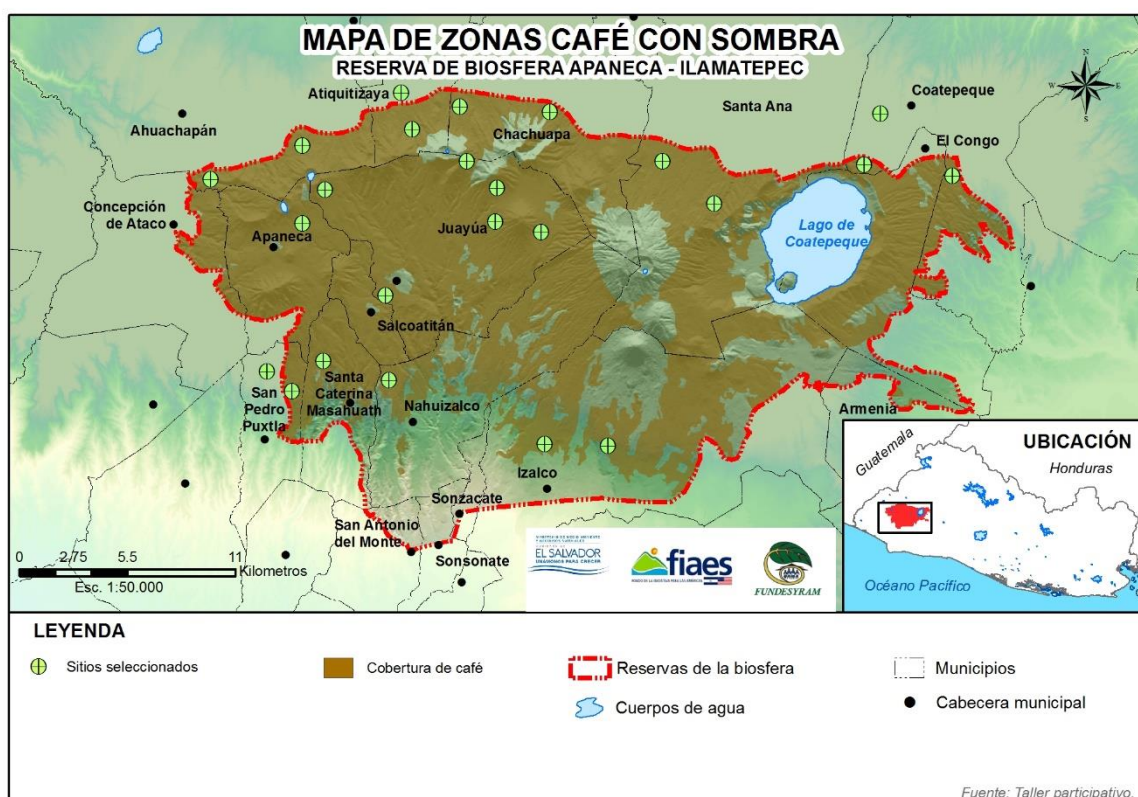 MAPA DE ZONAS CAFÉ CON SOMBRA
RESERVA DE BIOSFERA APANECA - ILAMATEPEC
Atiquitizaya
Ahuachapán
Chachuapa
Santa Ana
Coatepeque
El Congo
N
W
E
S
Concepción
de Ataco
Apaneca
Juayúa
Lago de
Coatepeque
Salcoatitán
San
Pedro
Puxtla
Santa
Caterina
Masahuath
Nahuizalco
Izalco
Armenia
Sonzacate
San Antonio
del Monte
Sonsonate
0 2.75 5.5 11
Kilometros
Esc. 1:50.000
EL SALVADOR
UNÁMONOS PARA CRECER
fiaes
FUNDESYRAM
UBICACIÓN
Guatemala
Honduras
Océano Pacífico
LEYENDA
Sitios seleccionados
Cobertura de café
Reservas de la biosfera
Municipios
Cuerpos de agua
Cabecera municipal
Fuente: Taller participativo.